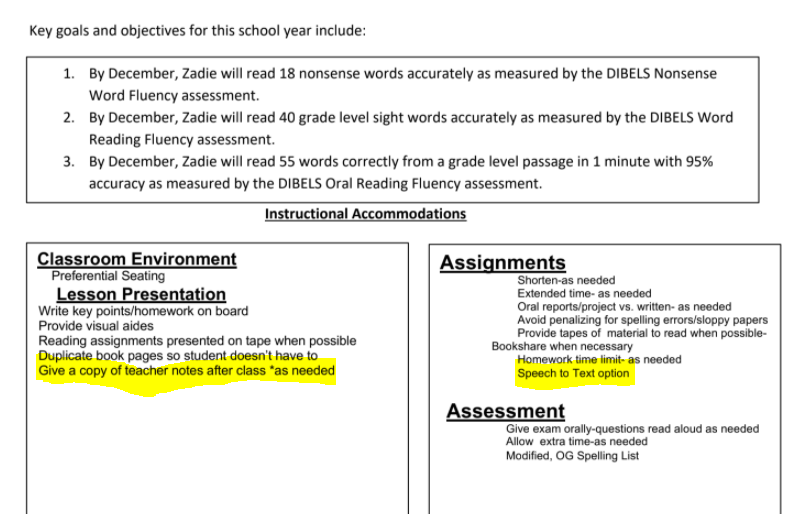 Key goals and objectives for this school year include:
1. By December, Zadie will read 18 nonsense words accurately as measured by the DIBELS Nonsense
Word Fluency assessment.
2. By December, Zadie will read 40 grade level sight words accurately as measured by the DIBELS Word
Reading Fluency assessment.
3. By December, Zadie will read 55 words correctly from a grade level passage in 1 minute with 95%
accuracy as measured by the DIBELS Oral Reading Fluency assessment.
Instructional Accommodations
Classroom Environment
Preferential Seating
Lesson Presentation
Write key points/homework on board
Provide visual aides
Reading assignments presented on tape when possible
Duplicate book pages so student doesn't have to
Give a copy of teacher notes after class *as needed
Assignments
Shorten-as needed
Extended time- as needed
Oral reports/project vs. written- as needed
Avoid penalizing for spelling errors/sloppy papers
Provide tapes of material to read when possible-
Bookshare when necessary
Homework time limit- as needed
Speech to Text option
Assessment
Give exam orally-questions read aloud as needed
Allow extra time-as needed
Modified, OG Spelling List